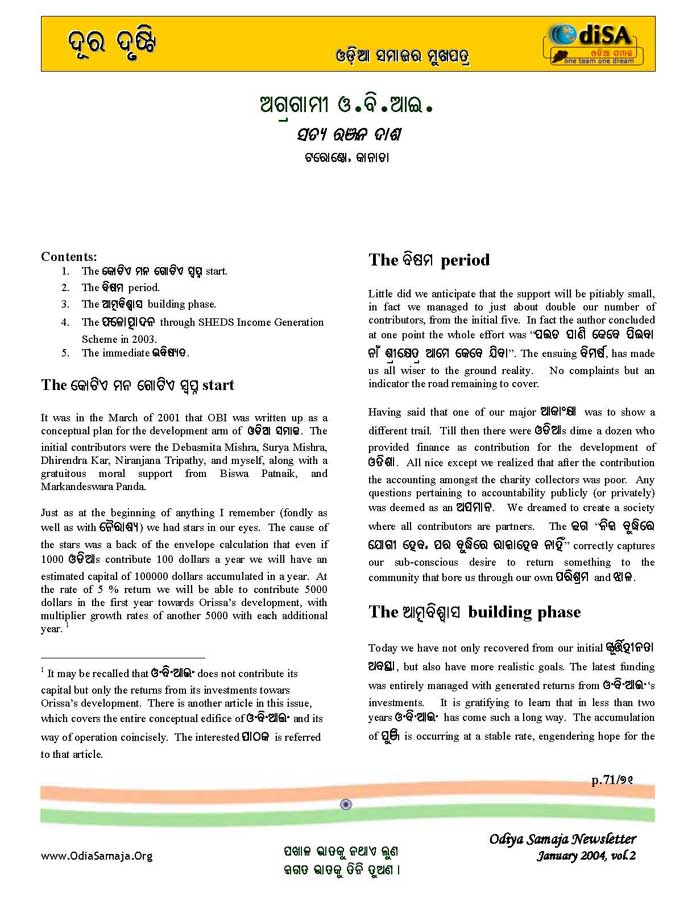 ଦୂର ଦୃଷ୍ଟି
ଓଡ଼ିଆ ସମାଜର ମୁଖପତ୍ର
OdiSA
ଓଡିଆ ସମାଜ
one team one dream
ଅଗ୍ରଗାମୀ ଓ.ବି.ଆଇ.
ସତ୍ୟ ରଞ୍ଜନ ଦାଶ
ଟରୋଣ୍ଟୋ, କାନାଡା
Contents:
1. The କୋଟିଏ ମନ ଗୋଟିଏ ସ୍ବପ୍ନ start.
2. The ବିଷମ period.
3. The ଆତ୍ମବିଶ୍ବାସ building phase.
4. The ଫଳୋତ୍ପାଦନ through SHEDS Income Generation
Scheme in 2003.
5. The immediate ଭବିଷ୍ୟତ.
The କୋଟିଏ ମନ ଗୋଟିଏ ସ୍ବପ୍ନ start
It was in the March of 2001 that OBI was written up as a
conceptual plan for the development arm of ଓଡିଆ ସମାଜ. The
initial contributors were the Debasmita Mishra, Surya Mishra,
Dhirendra Kar, Niranjana Tripathy, and myself, along with a
gratuitous moral support from Biswa Patnaik, and
Markandeswara Panda.
Just as at the beginning of anything I remember (fondly as
well as with ନୈରାଶ୍ୟ) we had stars in our eyes. The cause of
the stars was a back of the envelope calculation that even if
1000 ଓଡିଆs contribute 100 dollars a year we will have an
estimated capital of 100000 dollars accumulated in a year. At
the rate of 5 % return we will be able to contribute 5000
dollars in the first year towards Orissa's development, with
multiplier growth rates of another 5000 with each additional
year. 1
1 It may be recalled that ଓ.ବି.ଆଇ. does not contribute its
capital but only the returns from its investments towards
Orissa's development. There is another article in this issue,
which covers the entire conceptual edifice of ଓ.ବି.ଆଇ. and its
way of operation coincisely. The interested ପାଠକ is referred
to that article.
The ବିଷମ period
Little did we anticipate that the support will be pitiably small,
in fact we managed to just about double our number of
contributors, from the initial five. In fact the author concluded
at one point the whole effort was "ପଇଡ ପାଣି କେବେ ପିଇବା
ନାଁ ଶ୍ରୀକ୍ଷେତ୍ର ଆମେ କେବେ ଯିବା". The ensuing ବିମର୍ଷ, has made
us all wiser to the ground reality. No complaints but an
indicator the road remaining to cover.
Having said that one of our major ଆକାଂକ୍ଷା was to show a
different trail. Till then there were ଓଡିଆs dime a dozen who
provided finance as contribution for the development of
ଓଡିଶା. All nice except we realized that after the contribution
the accounting amongst the charity collectors was poor. Any
questions pertaining to accountability publicly (or privately)
was deemed as an ଅପମାନ. We dreamed to create a society
where all contributors are partners. The ଢଗ "ନିଜ ବୁଦ୍ଧିରେ
ଯୋଗୀ ହେବ, ପର ବୁଦ୍ଧିରେ ରାଜାହେବ ନାହିଁ" correctly captures
our sub-conscious desire to return something to the
community that bore us through our own ପରିଶ୍ରମ and ଝାଳ.
The ଆତ୍ମବିଶ୍ବାସ building phase
Today we have not only recovered from our initial ସ୍ଫୂର୍ତ୍ତିହୀନତା
ଅବସ୍ଥା, but also have more realistic goals. The latest funding
was entirely managed with generated returns from ଓ.ବି.ଆଇ.'s
investments. It is gratifying to learn that in less than two
years ଓ.ବି.ଆଇ. has come such a long way. The accumulation
of ପୁଞ୍ଜି is occurring at a stable rate, engendering hope for the
p.71/୭୧
www.OdiaSamaja.Org
ପଖାଳ ଭାତକୁ ନଥାଏ ଲୁଣ
ଜଗତ ଭାତକୁ ତିନି ତୁଅଣ ।
Odiya Samaja Newsletter
January 2004, vol.2